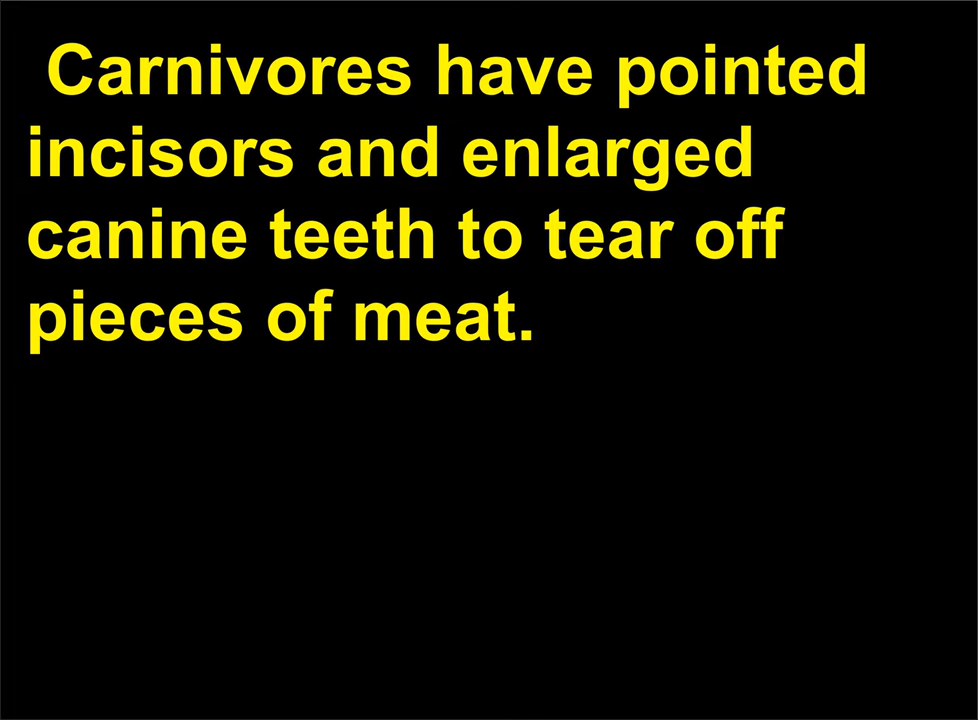 Carnivores have pointed
incisors and enlarged
canine teeth to tear off
pieces of meat.